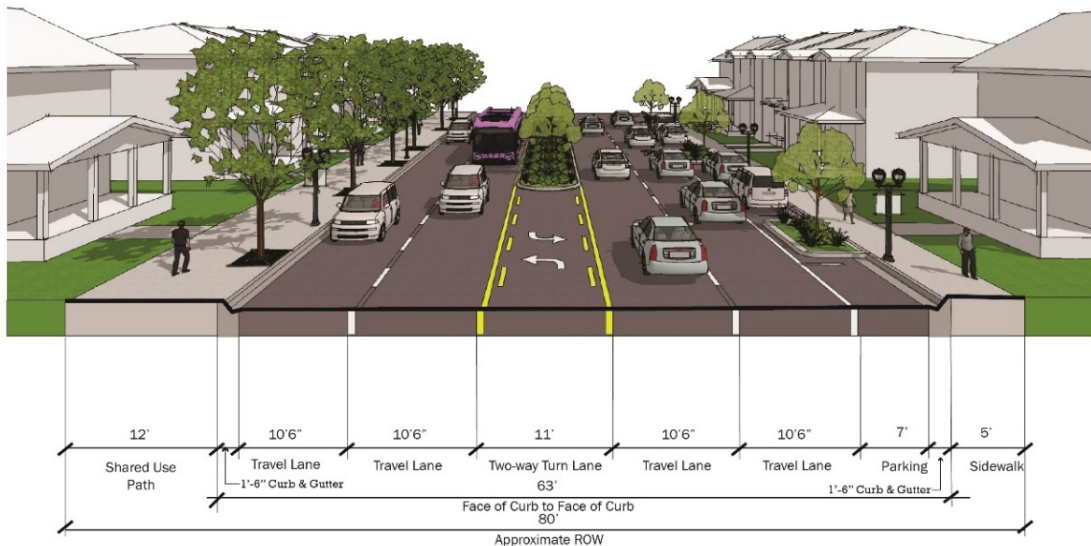 12'
10'6"
10'6"
11'
10'6"
10'6"
7'
5'
Shared Use
Path
Travel Lane
Travel Lane
Two-way Turn Lane
Travel Lane
Travel Lane
Parking
Sidewalk
1'-6" Curb & Gutter
63'
1'-6" Curb & Gutter
Face of Curb to Face of Curb
80'
Approximate ROW